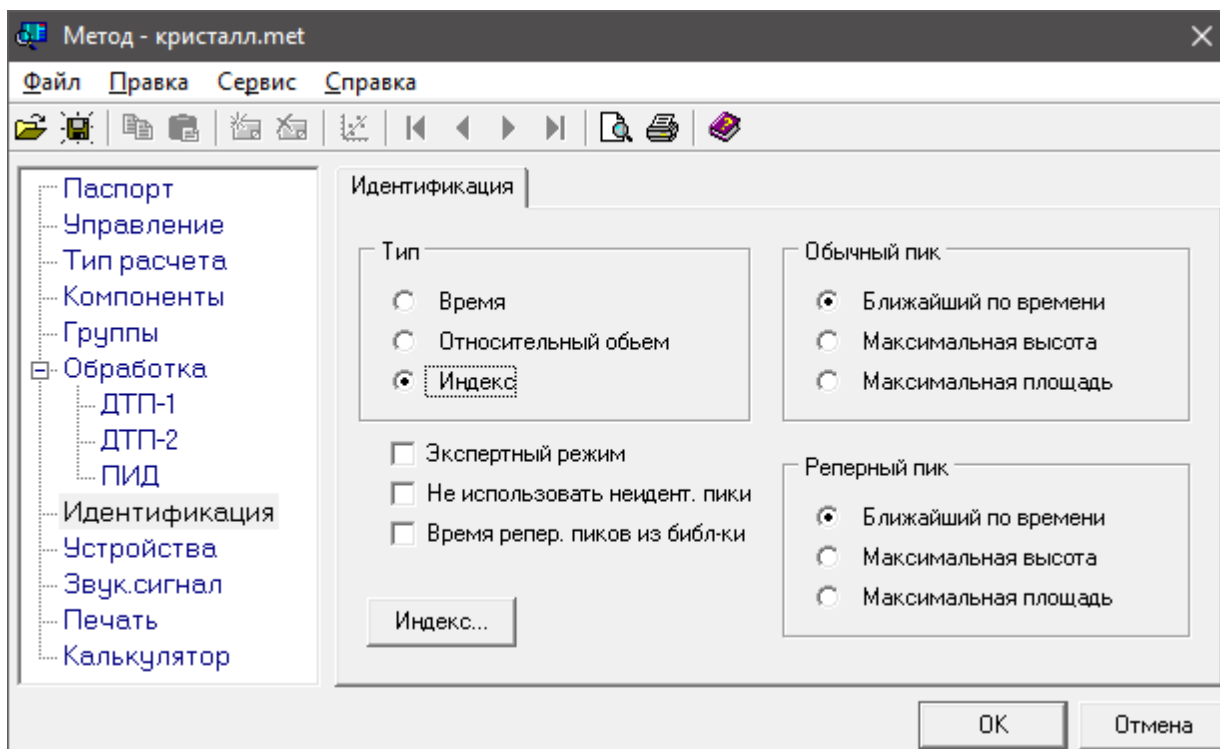 Метод - кристалл.met
Файл Правка Сервис Справка
Паспорт
Управление
Тип расчета
Компоненты
Группы
Обработка
ДТП-1
ДТП-2
ПИД
Идентификация
Устройства
Звук.сигнал
Печать
Калькулятор
Идентификация
Тип
Время
Относительный обьем
Индекс
Экспертный режим
Не использовать неидент. пики
Время репер. пиков из библ-ки
Индекс...
Обычный пик
Ближайший по времени
Максимальная высота
Максимальная площадь
Реперный пик
Ближайший по времени
Максимальная высота
Максимальная площадь
OK Отмена